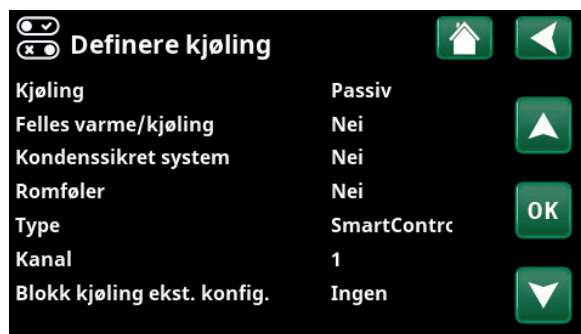 Definere kjøling
Kjøling Passiv
Felles varme/kjøling Nei
Kondenssikret system Nei
Romføler Nei
Type SmartContrc
Kanal 1
Blokk kjøling ekst. konfig. Ingen
OK